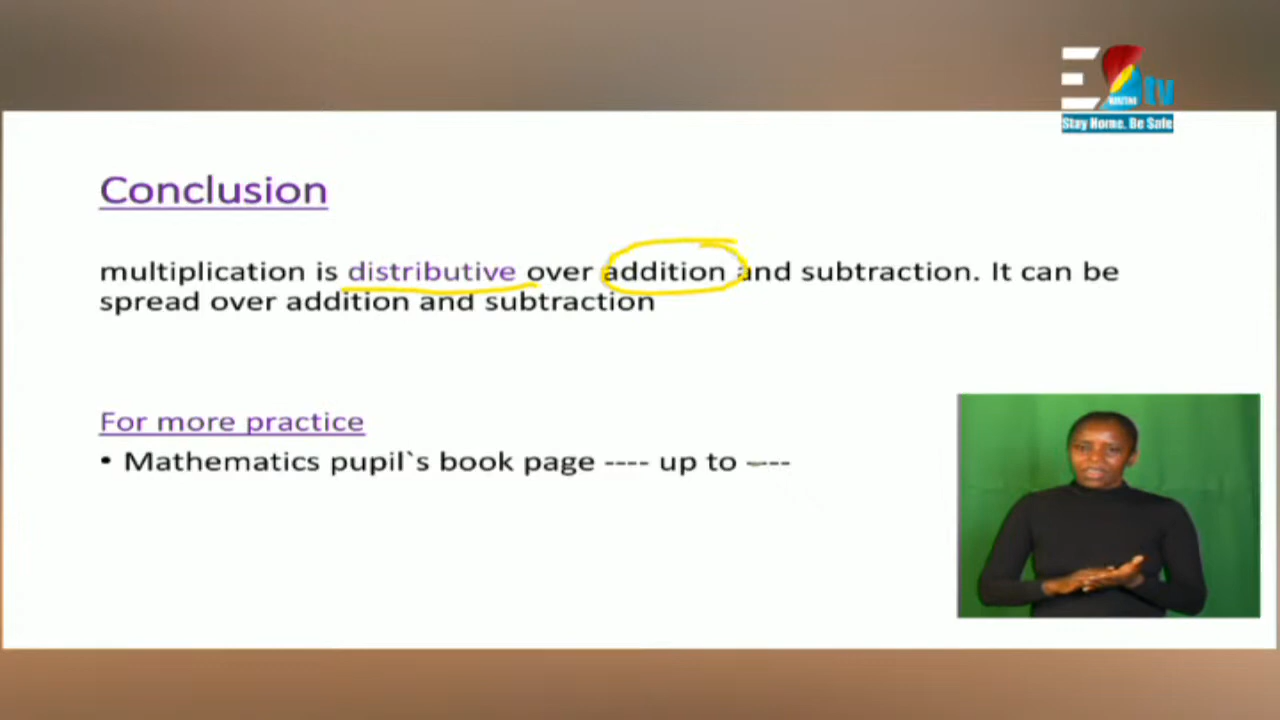 E tv
Stay Home. Be Safe
Conclusion
multiplication is distributive over addition and subtraction. It can be
spread over addition and subtraction
For more practice
• Mathematics pupil`s book page ---- up to ----